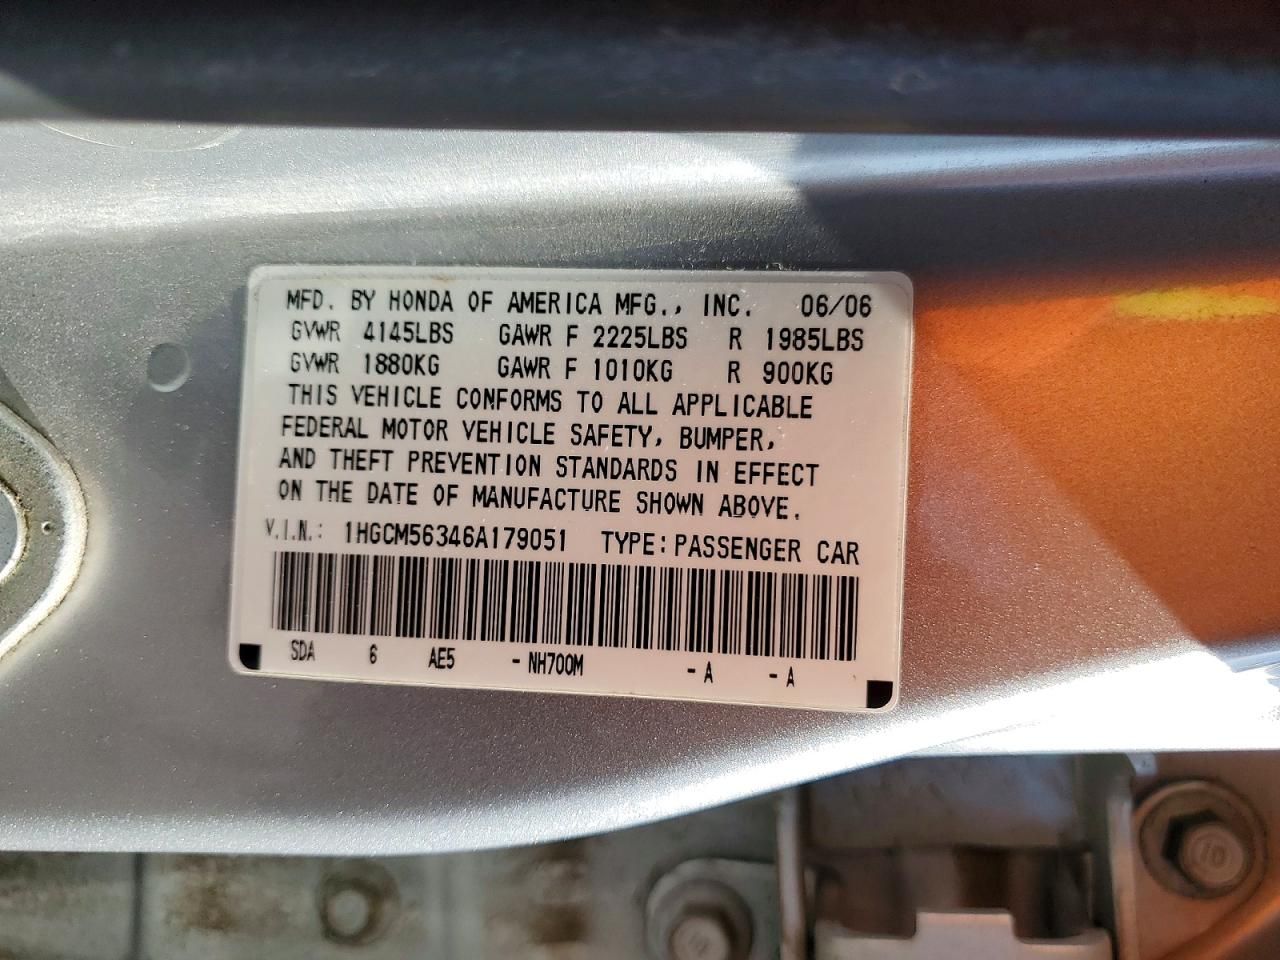 MFD. BY HONDA OF AMERICA MFG., INC. 06/06
GVWR 4145LBS GAWR F 2225LBS R 1985LBS
GVWR 1880KG GAWR F 1010KG R 900KG
THIS VEHICLE CONFORMS TO ALL APPLICABLE
FEDERAL MOTOR VEHICLE SAFETY, BUMPER,
AND THEFT PREVENTION STANDARDS IN EFFECT
ON THE DATE OF MANUFACTURE SHOWN ABOVE.
V.I.N.: 1HGCM56346A179051 TYPE: PASSENGER CAR
SDA 6 AE5 - NH700M - A - A
10